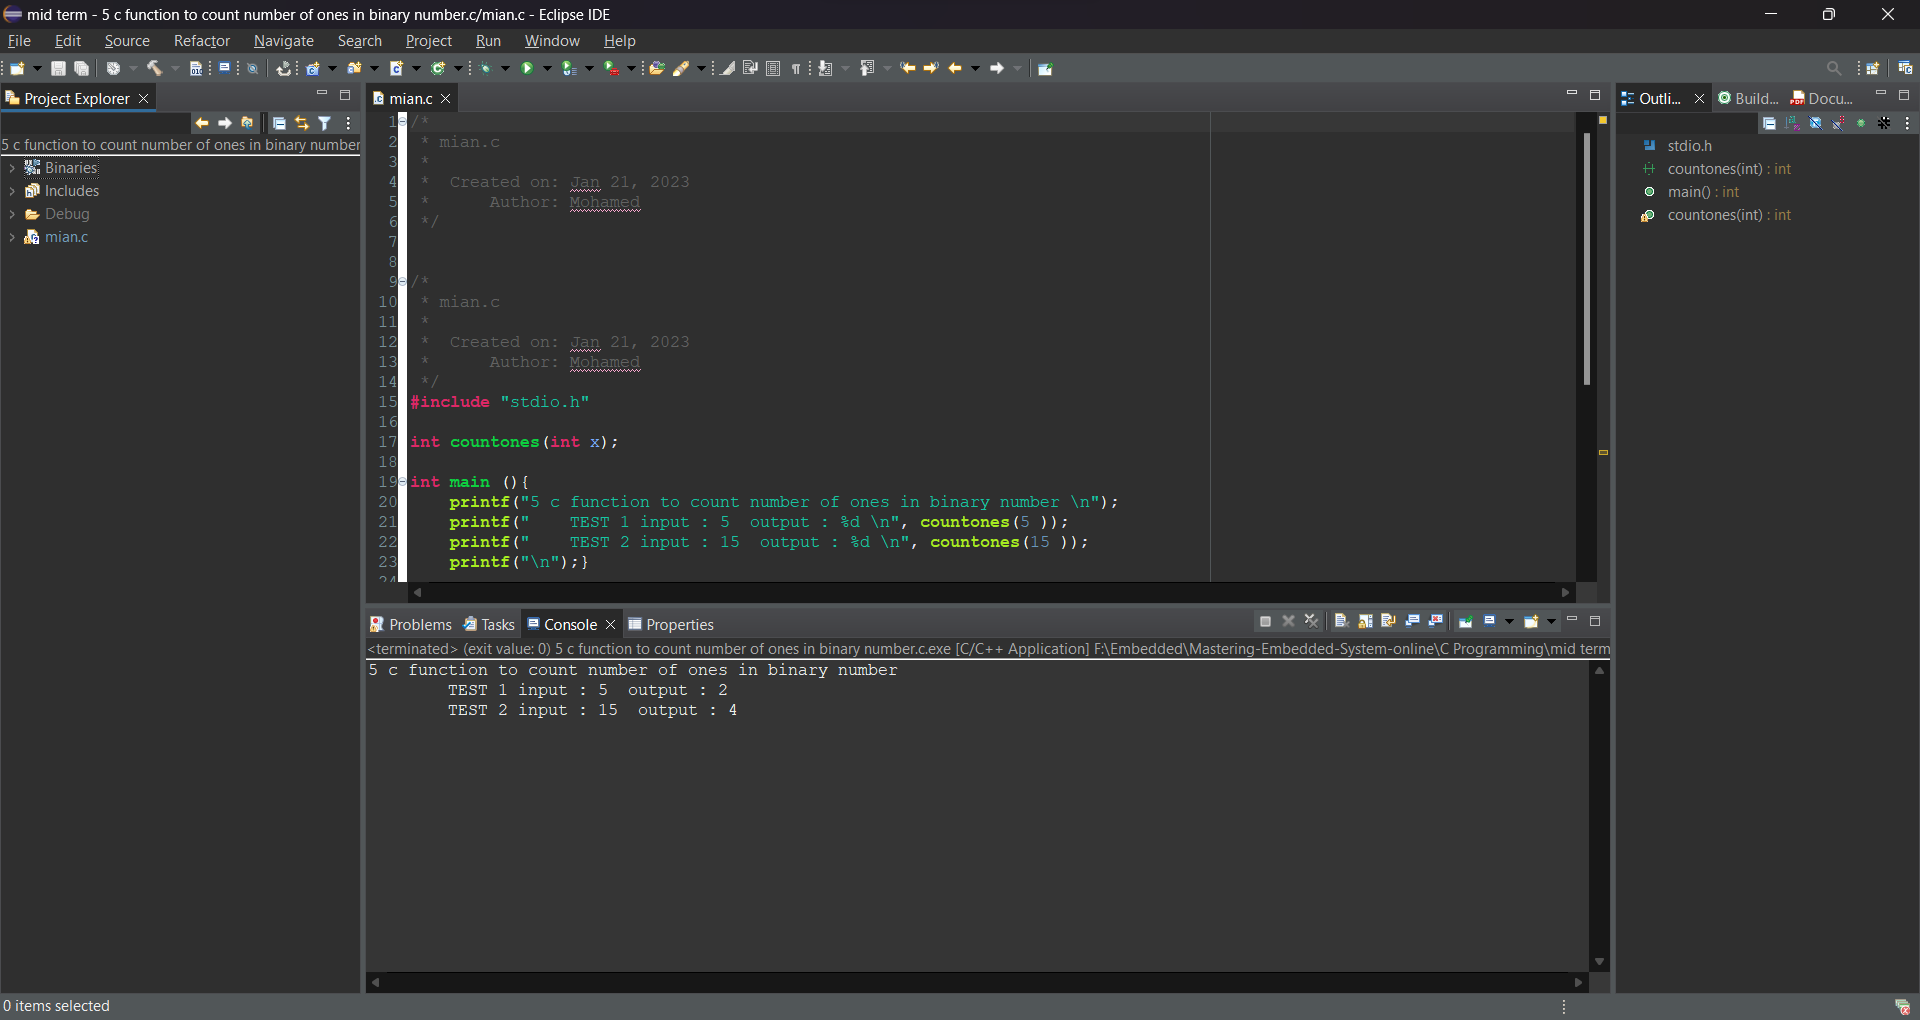 mid term - 5 c function to count number of ones in binary number.c/mian.c - Eclipse IDE
File Edit Source Refactor Navigate Search Project Run Window Help
Project Explorer
5 c function to count number of ones in binary number
Binaries
Includes
Debug
mian.c
mian.c
1 /*
2 * mian.c
3 *
4 * Created on: Jan 21, 2023
5 * Author: Mohamed
6 */
7
8
9 /*
10 * mian.c
11 *
12 * Created on: Jan 21, 2023
13 * Author: Mohamed
14 */
15 #include "stdio.h"
16
17 int countones(int x);
18
19 int main (){
20 printf("5 c function to count number of ones in binary number \n");
21 printf("    TEST 1 input : 5  output : %d \n", countones(5 ));
22 printf("    TEST 2 input : 15  output : %d \n", countones(15 ));
23 printf("\n");}
24
Outli... Build... Docu...
stdio.h
countones(int) : int
main() : int
countones(int) : int
Problems Tasks Console Properties
<terminated> (exit value: 0) 5 c function to count number of ones in binary number.c.exe [C/C++ Application] F:\Embedded\Mastering-Embedded-System-online\C Programming\mid term
5 c function to count number of ones in binary number
TEST 1 input : 5  output : 2
TEST 2 input : 15  output : 4
0 items selected